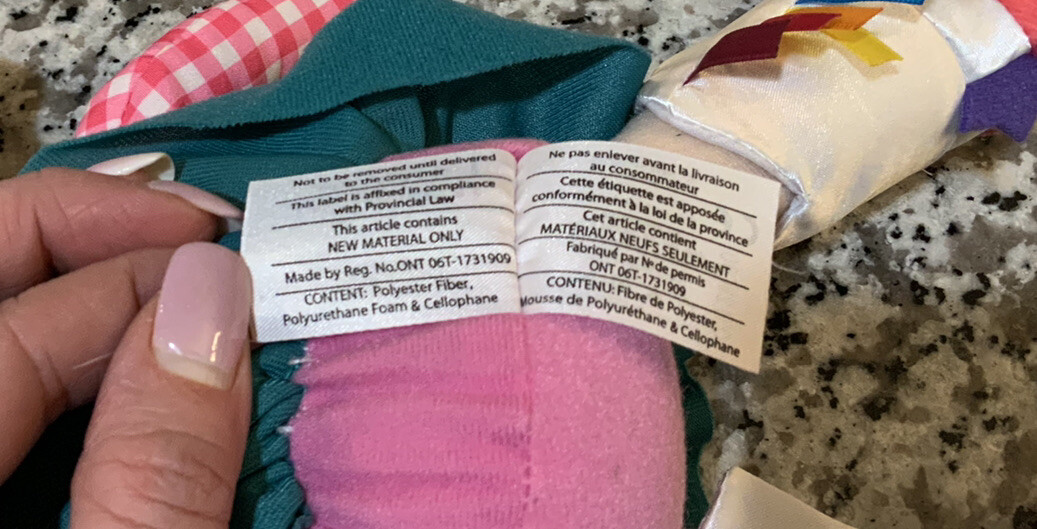 Not to be removed until delivered
to the consumer
This label is affixed in compliance
with Provincial Law
This article contains
NEW MATERIAL ONLY
Made by Reg. No.ONT 06T-1731909
CONTENT: Polyester Fiber,
Polyurethane Foam & Cellophane
Ne pas enlever avant la livraison
au consommateur
Cette étiquette est apposée
conformément à la loi de la province
Cet article contient
MATÉRIAUX NEUFS SEULEMENT
Fabriqué par Nº de permis
ONT 06T-1731909
CONTENU: Fibre de Polyester,
Mousse de Polyuréthane & Cellophane